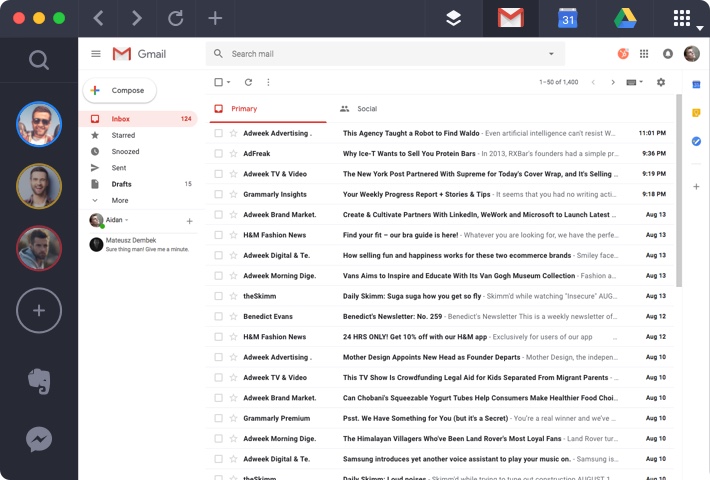 31
Gmail
Search mail
Compose
1–50 of 1,400
Primary
Social
Inbox 124
Starred
Snoozed
Sent
Drafts 15
More
Aidan
Mateusz Dembek
Sure thing man! Give me a minute.
Adweek Advertising . This Agency Taught a Robot to Find Waldo - Even artificial intelligence can't resist W... 11:01 PM
AdFreak Why Ice-T Wants to Sell You Protein Bars - In 2013, RXBar's founders had a simple pr... 9:36 PM
Adweek TV & Video The New York Post Partnered With Supreme for Today's Cover Wrap, and It's Selling ... 9:19 PM
Grammarly Insights Your Weekly Progress Report + Stories & Tips - It seems that you had no writing acti... 9:18 PM
Adweek Brand Market. Create & Cultivate Partners With LinkedIn, WeWork and Microsoft to Launch Latest ... Aug 13
H&M Fashion News Find your fit – our bra guide is here! - Whatever you are looking for, we have the perfe... Aug 13
Adweek Digital & Te. How selling fun and happiness works for these two ecommerce brands - Smiley face... Aug 13
Adweek Morning Dige. Vans Aims to Inspire and Educate With Its Van Gogh Museum Collection - Fashion a... Aug 13
theSkimm Daily Skimm: Suga suga how you get so fly - Skimm'd while watching "Insecure" AUG... Aug 13
Benedict Evans Benedict's Newsletter: No. 259 - Benedict's Newsletter This is a weekly newsletter of... Aug 12
H&M Fashion News 24 HRS ONLY! Get 10% off with our H&M app - Exclusively for users of our app ... Aug 12
Adweek Advertising . Mother Design Appoints New Head as Founder Departs - Mother Design, the indepen... Aug 10
Adweek TV & Video This TV Show Is Crowdfunding Legal Aid for Kids Separated From Migrant Parents - ... Aug 10
Adweek Brand Market. Can Chobani's Squeezable Yogurt Tubes Help Consumers Make Healthier Food Choi... Aug 10
Grammarly Premium Psst. We Have Something for You (but it's a Secret) - You're a real winner and we've ... Aug 10
Adweek Morning Dige. The Himalayan Villagers Who've Been Land Rover's Most Loyal Fans - Land Rover tur... Aug 10
Adweek Digital & Te. Samsung introduces yet another voice assistant to play your music on. - Samsung is... Aug 10
theSkimm Daily Skimm: Loud noises - Skimm'd while trying to tune out construction AUGUST 1... Aug 10